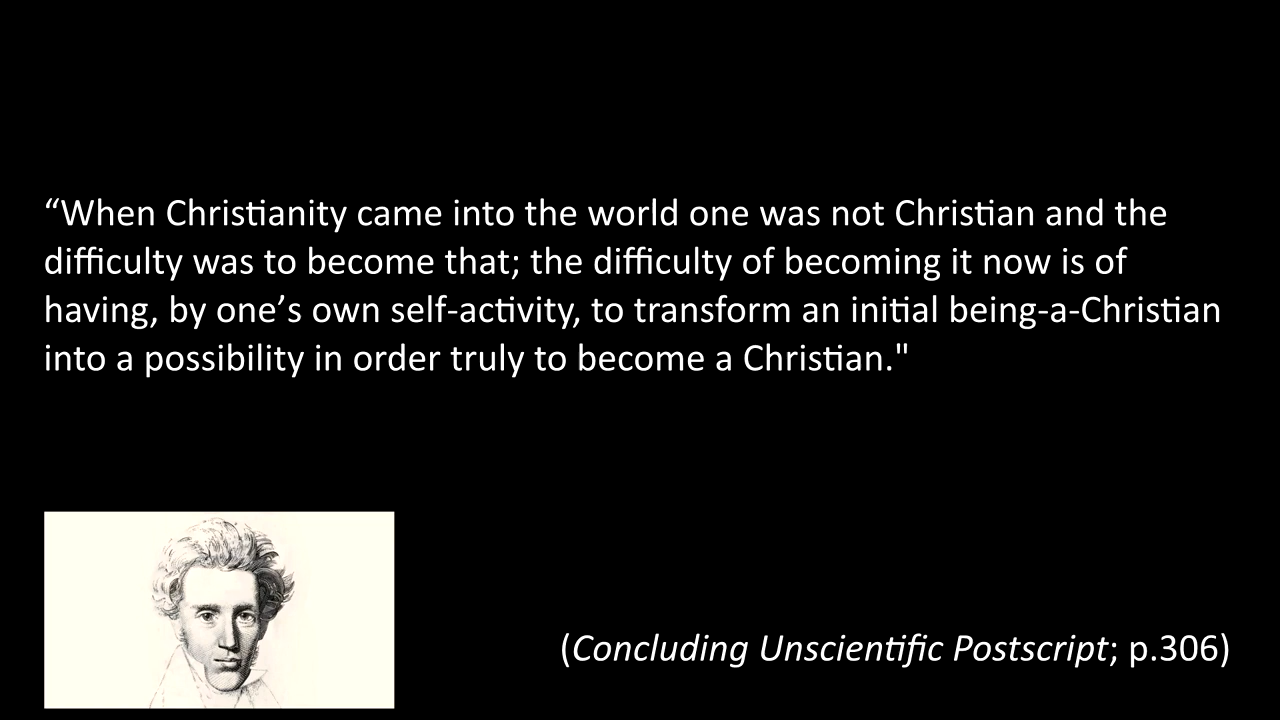 “When Christianity came into the world one was not Christian and the
difficulty was to become that; the difficulty of becoming it now is of
having, by one’s own self-activity, to transform an initial being-a-Christian
into a possibility in order truly to become a Christian."
(Concluding Unscientific Postscript; p.306)